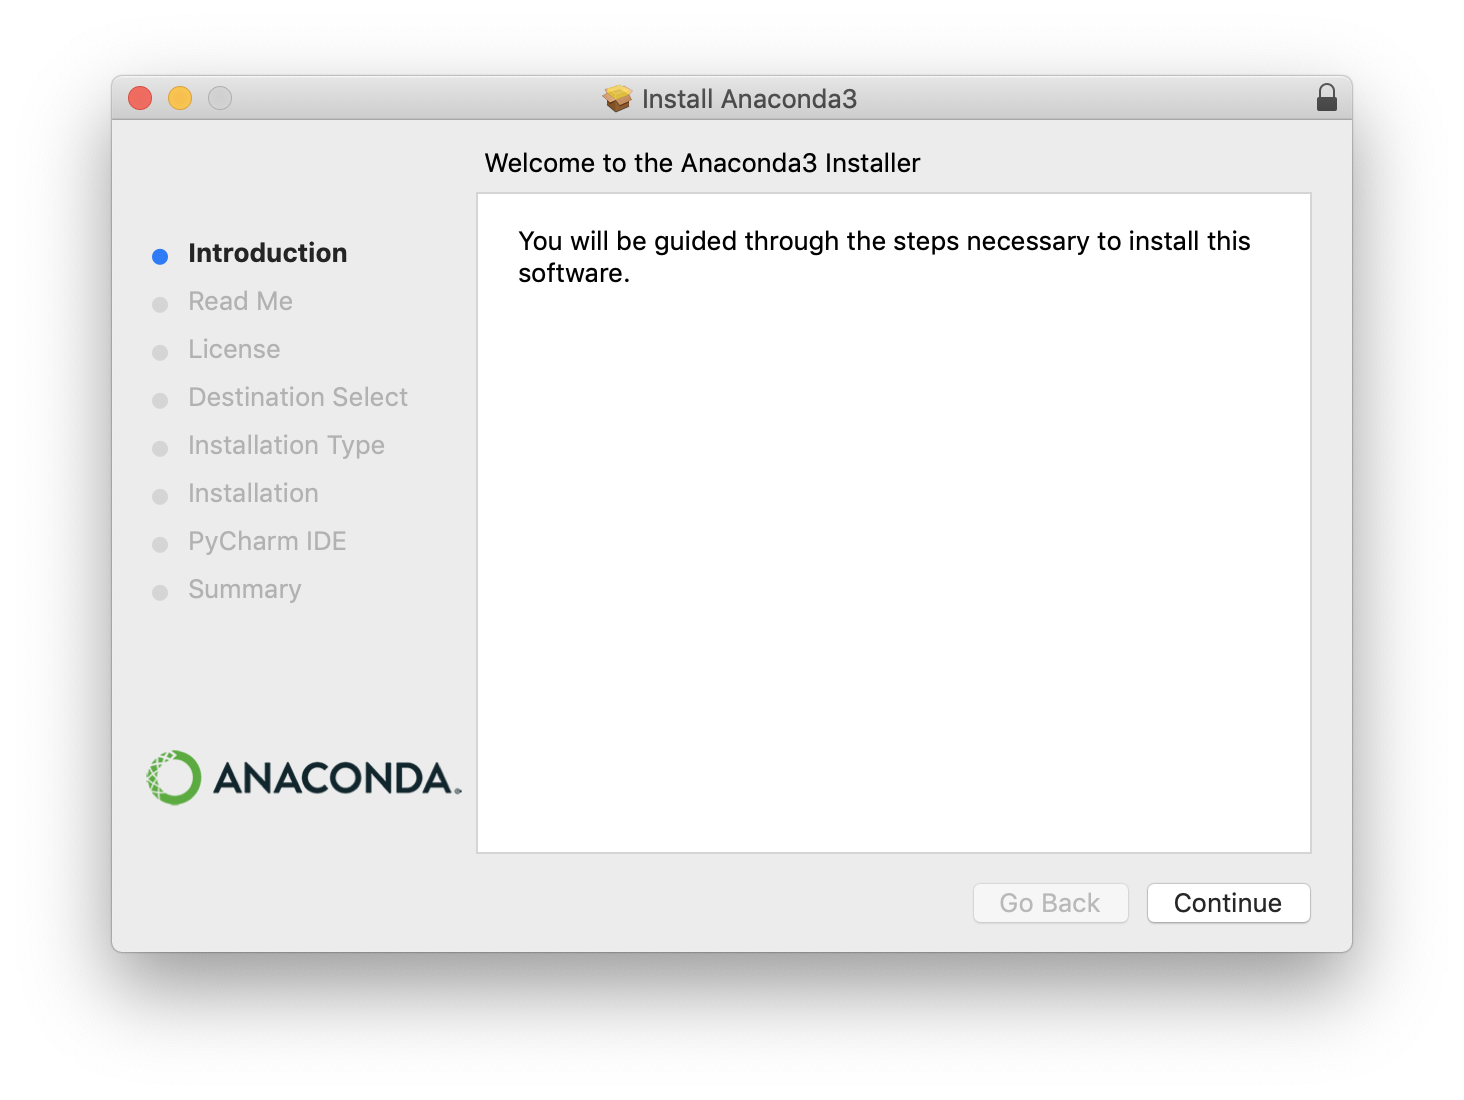 Install Anaconda3
Welcome to the Anaconda3 Installer
Introduction
Read Me
License
Destination Select
Installation Type
Installation
PyCharm IDE
Summary
You will be guided through the steps necessary to install this
software.
ANANCONDA.
Go Back
Continue